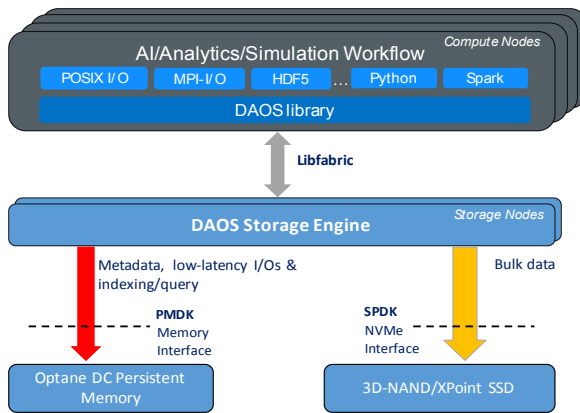 Compute Nodes
AI/Analytics/Simulation Workflow
POSIX I/O MPI-I/O HDF5 ... Python Spark
DAOS library
Libfabric
Storage Nodes
DAOS Storage Engine
Metadata, low-latency I/Os &
indexing/query
Bulk data
PMDK
Memory
Interface
SPDK
NVMe
Interface
Optane DC Persistent
Memory
3D-NAND/XPoint SSD